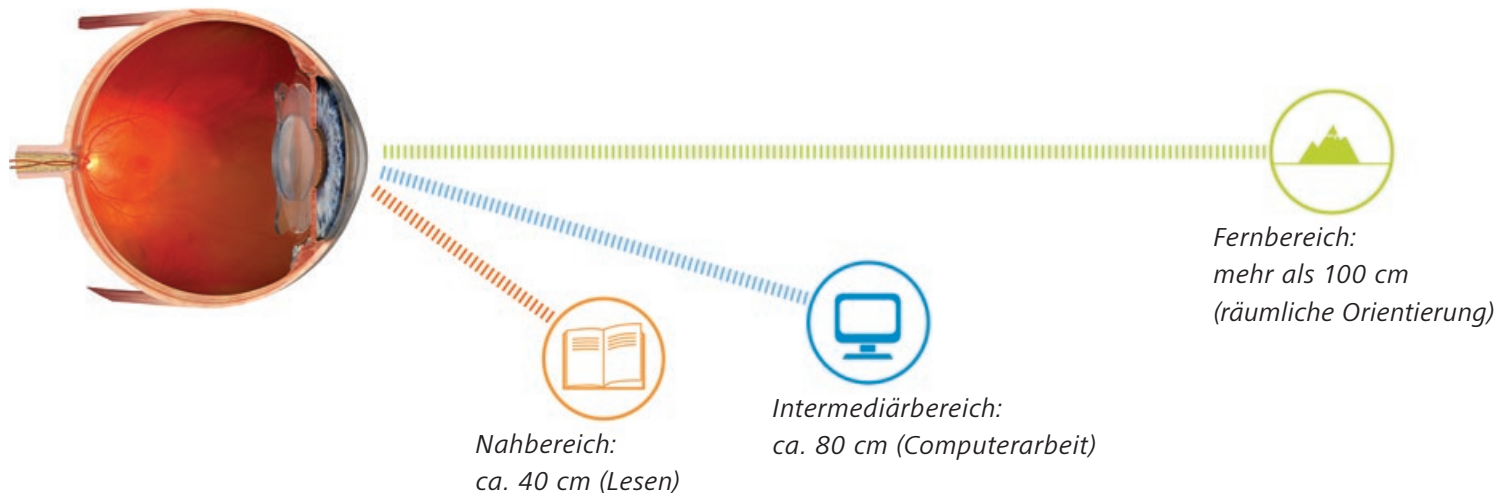 Fernbereich:
mehr als 100 cm
(räumliche Orientierung)
Intermediärbereich:
ca. 80 cm (Computerarbeit)
Nahbereich:
ca. 40 cm (Lesen)